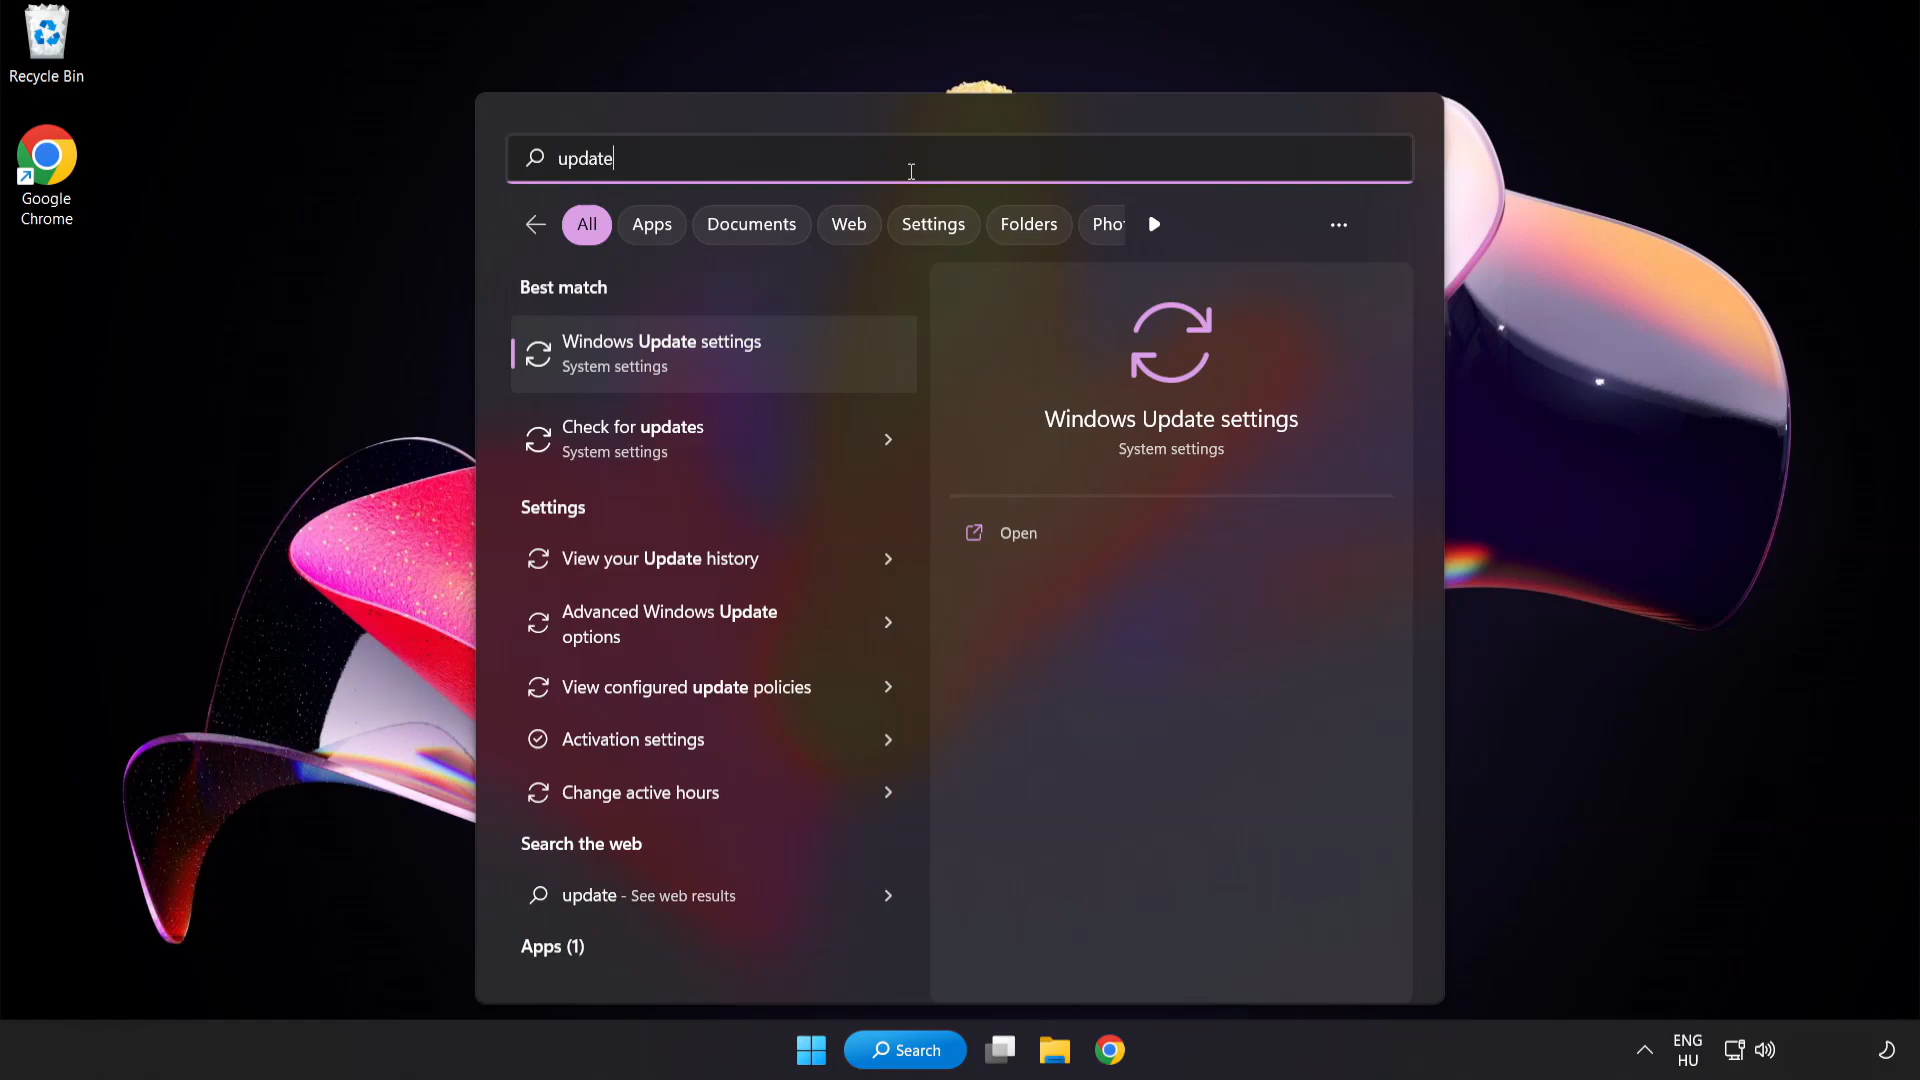 Recycle Bin
Google
Chrome
update
All
Apps
Documents
Web
Settings
Folders
Pho
Best match
Windows Update settings
System settings
Check for updates
System settings
Settings
View your Update history
Advanced Windows Update
options
View configured update policies
Activation settings
Change active hours
Search the web
update - See web results
Apps (1)
Windows Update settings
System settings
Open
Search
ENG
HU